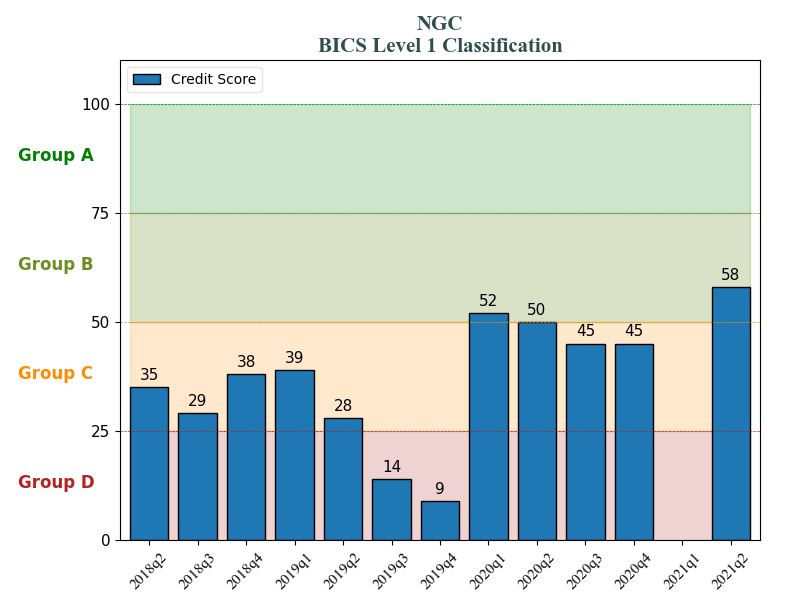 NGC
BICS Level 1 Classification
Credit Score
100
Group A
75
Group B
58
52
50
50
45
45
39
38
35
Group C
29
28
25
14
9
Group D
0
2018q2
2018q3
2018q4
2019q1
2019q2
2019q3
2019q4
2020q1
2020q2
2020q3
2020q4
2021q1
2021q2